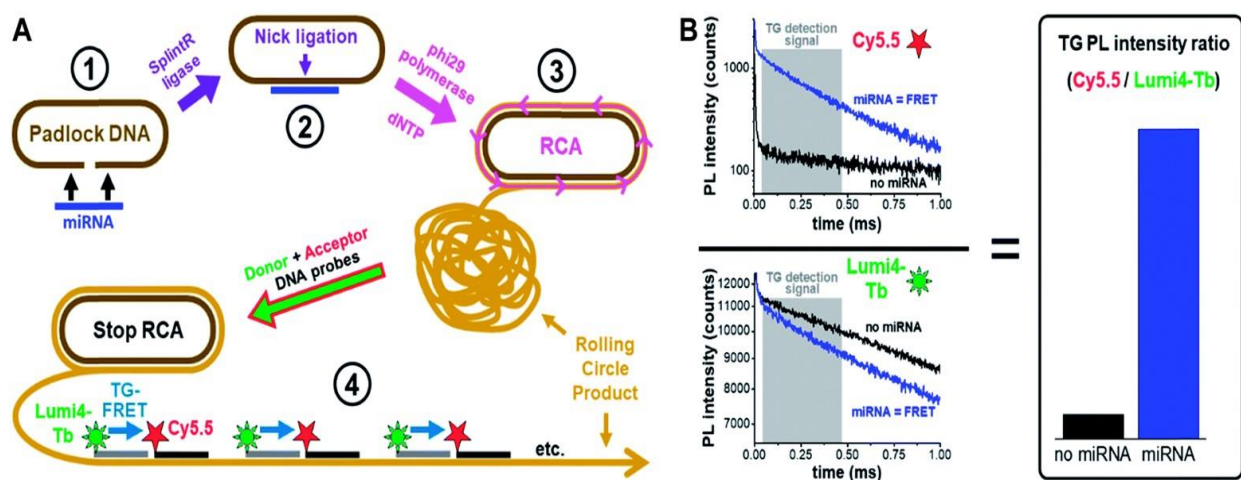 A
1
Padlock DNA
miRNA
SplintR
ligase
Nick ligation
2
phi29
polymerase
dNTP
3
RCA
Donor + Acceptor
DNA probes
Stop RCA
Rolling
Circle
Product
4
TG-
FRET
Lumi4-
Tb
Cy5.5
etc.
B
PL intensity (counts)
1000
100
TG detection
signal
Cy5.5
miRNA = FRET
no miRNA
0.00 0.25 0.50 0.75 1.00
time (ms)
PL intensity (counts)
12000
11000
10000
9000
8000
7000
TG detection
signal
Lumi4-
Tb
no miRNA
miRNA = FRET
0.00 0.25 0.50 0.75 1.00
time (ms)
=
TG PL intensity ratio
(Cy5.5 / Lumi4-Tb)
no miRNA miRNA